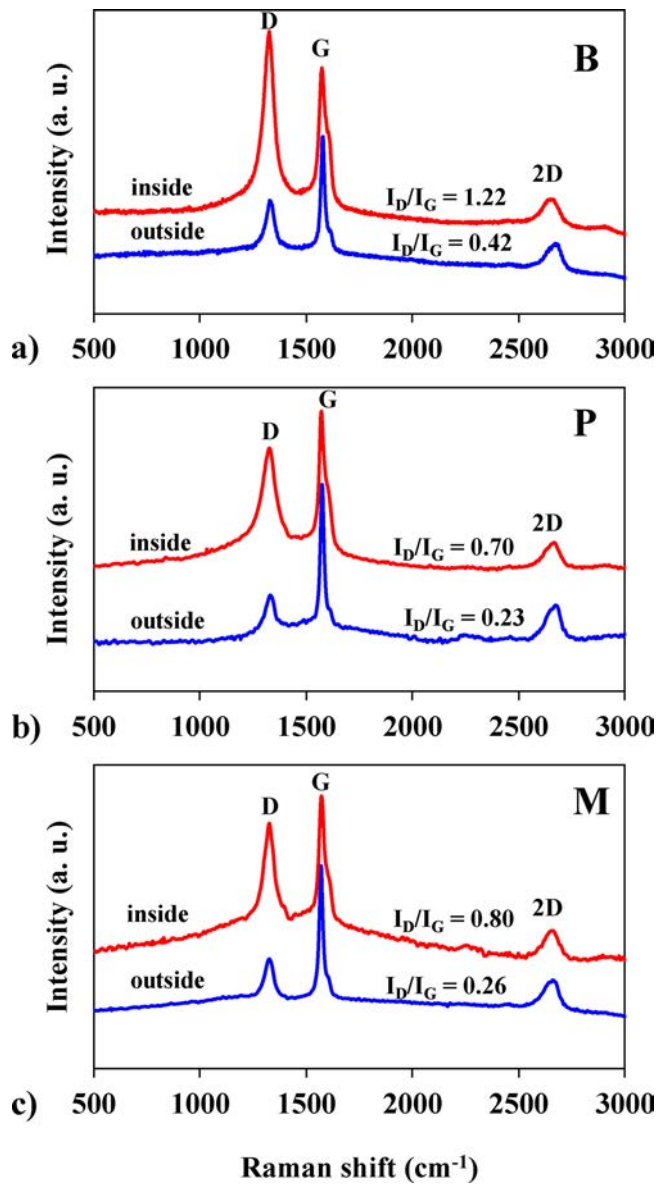 D
G
B
Intensity (a. u.)
inside
I_D/I_G = 1.22
2D
outside
I_D/I_G = 0.42
a)
500 1000 1500 2000 2500 3000
G
P
D
Intensity (a. u.)
2D
inside
I_D/I_G = 0.70
outside
I_D/I_G = 0.23
b)
500 1000 1500 2000 2500 3000
G
M
D
Intensity (a. u.)
inside
I_D/I_G = 0.80
2D
outside
I_D/I_G = 0.26
c)
500 1000 1500 2000 2500 3000
Raman shift (cm⁻¹)